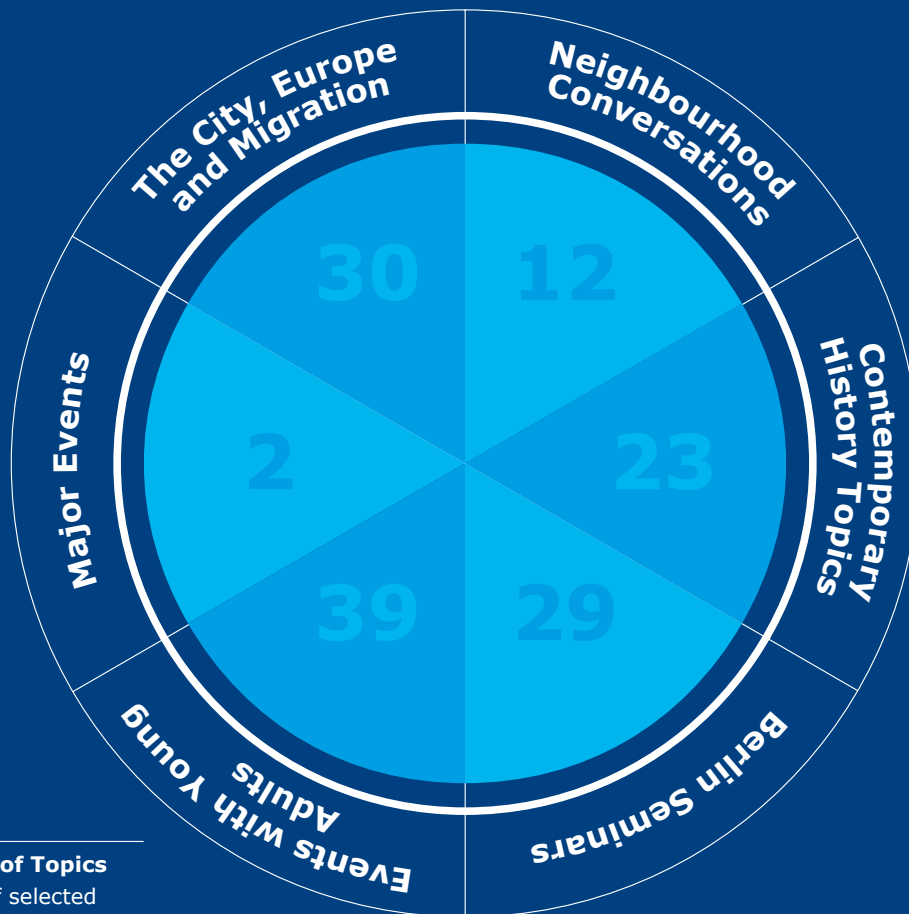 The City, Europe
and Migration
30
Neighbourhood
Conversations
12
Contemporary
History Topics
23
Berlin Seminars
29
Events with Young
Adults
39
Major Events
2
of Topics
selected